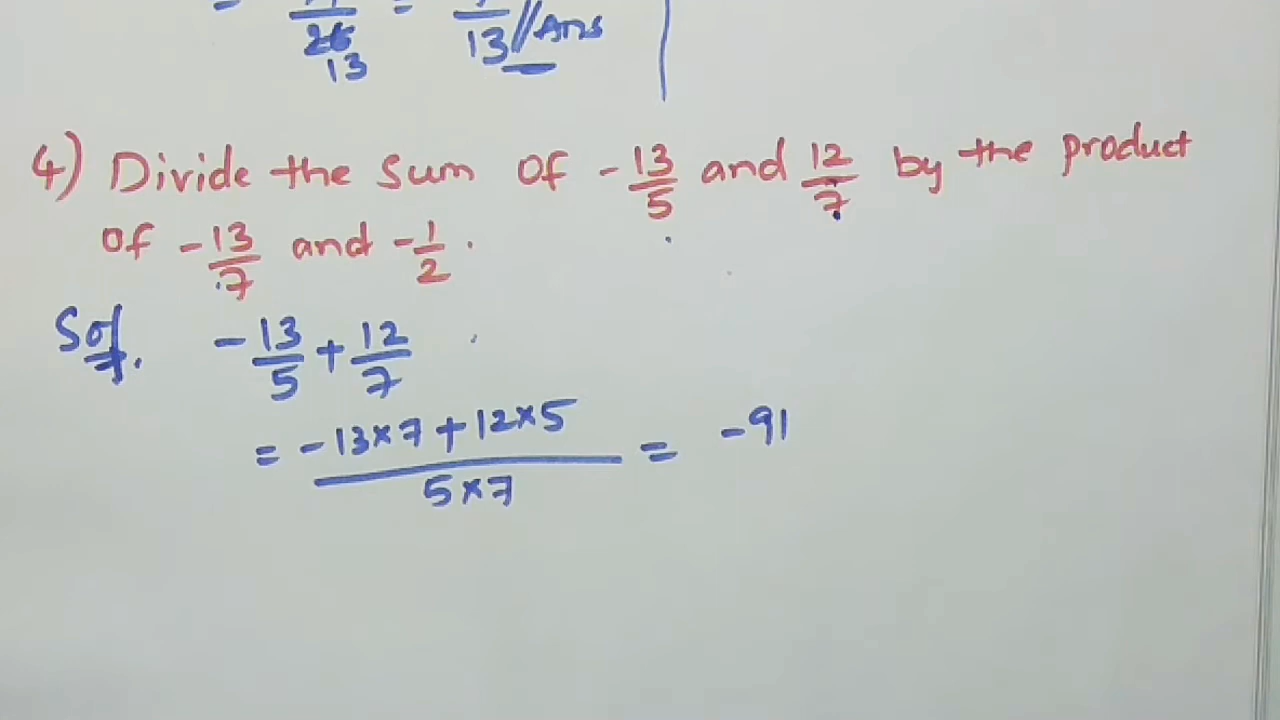 = /26 13 = /13 // Ans
4) Divide the sum of -13/5 and 12/7 by the product
of -13/7 and -1/2.
Sol. -13/5 + 12/7
= -13×7+12×5 / 5×7 = -91